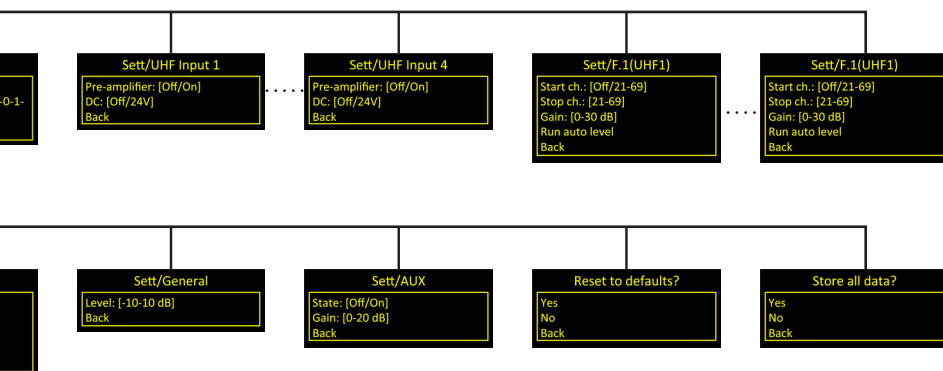 -0-1-
Sett/UHF Input 1
Pre-amplifier: [Off/On]
DC: [Off/24V]
Back
Sett/UHF Input 4
Pre-amplifier: [Off/On]
DC: [Off/24V]
Back
Sett/F.1(UHF1)
Start ch.: [Off/21-69]
Stop ch.: [21-69]
Gain: [0-30 dB]
Run auto level
Back
Sett/F.1(UHF1)
Start ch.: [Off/21-69]
Stop ch.: [21-69]
Gain: [0-30 dB]
Run auto level
Back
Sett/General
Level: [-10-10 dB]
Back
Sett/AUX
State: [Off/On]
Gain: [0-20 dB]
Back
Reset to defaults?
Yes
No
Back
Store all data?
Yes
No
Back